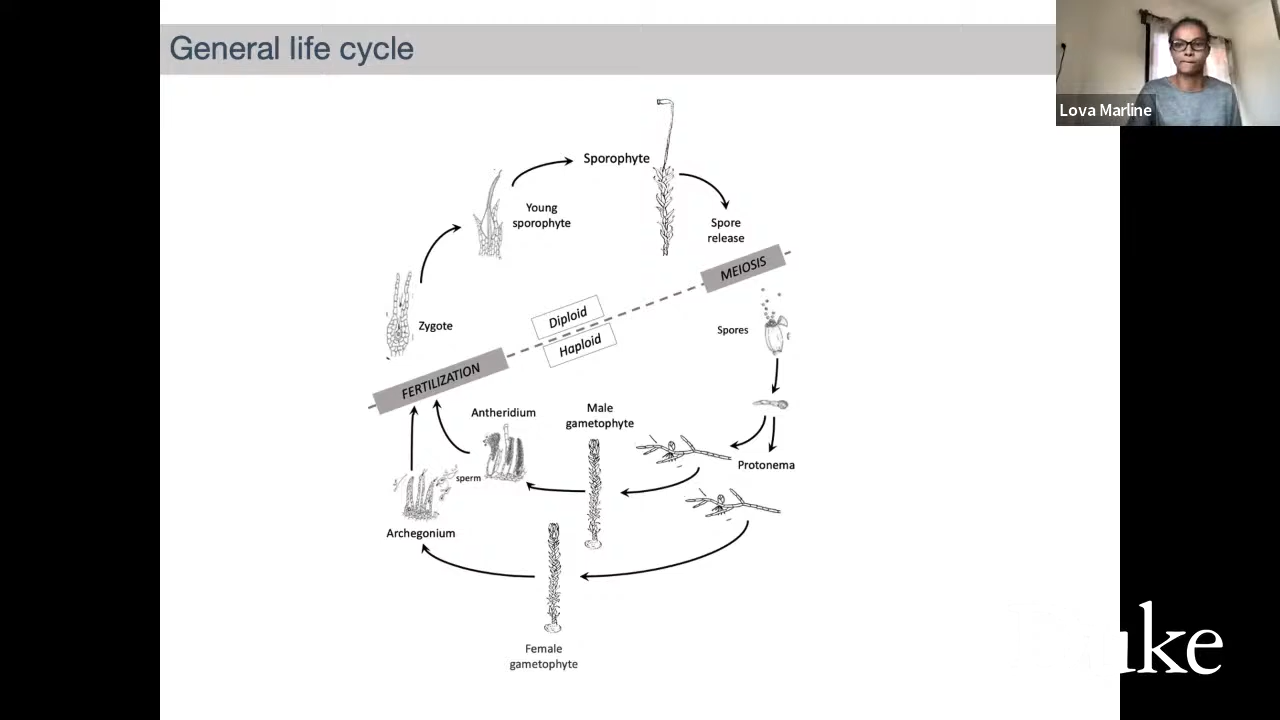 General life cycle
Lova Marline
Sporophyte
Young
sporophyte
Spore
release
MEIOSIS
Diploid
Haploid
Zygote
Spores
FERTILIZATION
Antheridium
Male
gametophyte
Protonema
sperm
Archegonium
Female
gametophyte
uke